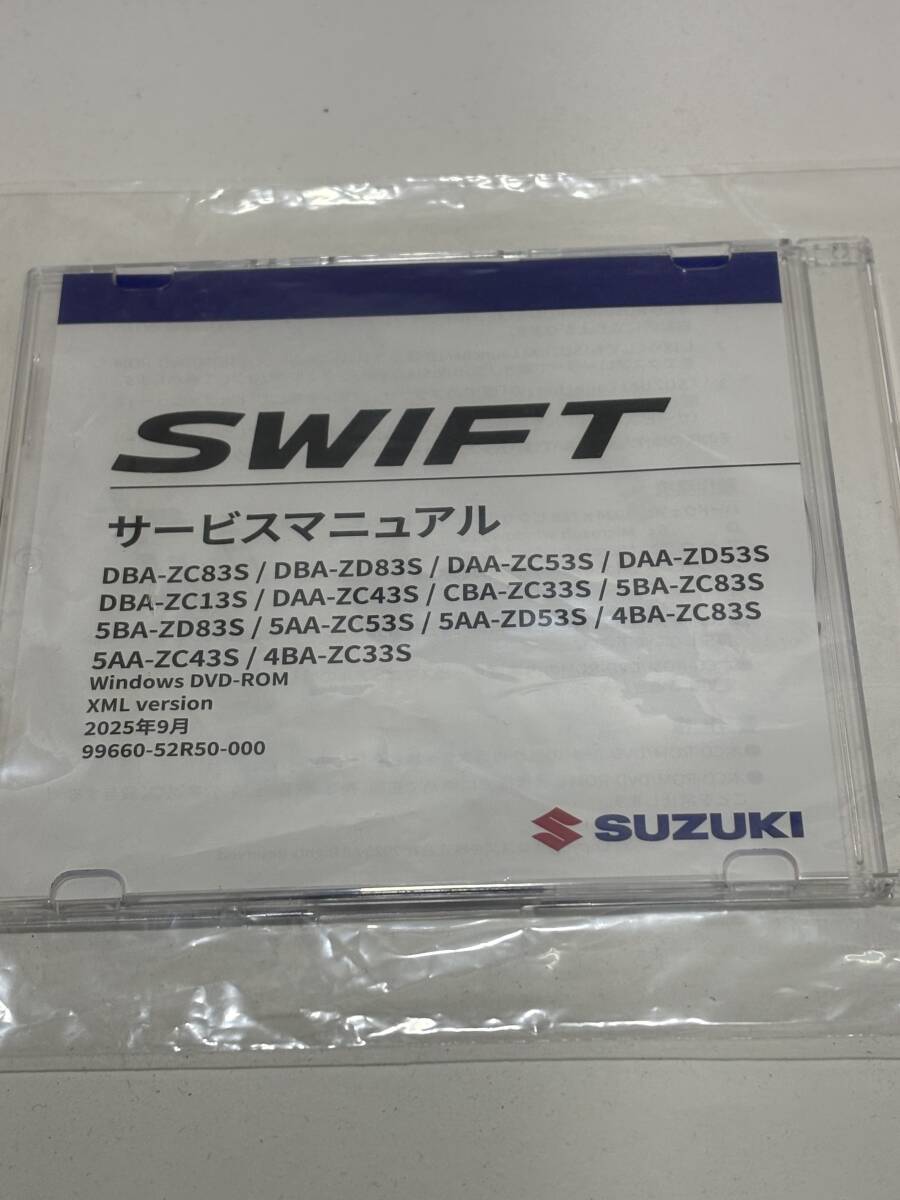 SWIFT
サービスマニュアル
DBA-ZC83S / DBA-ZD83S / DAA-ZC53S / DAA-ZD53S
DBA-ZC13S / DAA-ZC43S / CBA-ZC33S / 5BA-ZC83S
5BA-ZD83S / 5AA-ZC53S / 5AA-ZD53S / 4BA-ZC83S
5AA-ZC43S / 4BA-ZC33S
Windows DVD-ROM
XML version
2025年9月
99660-52R50-000
SUZUKI